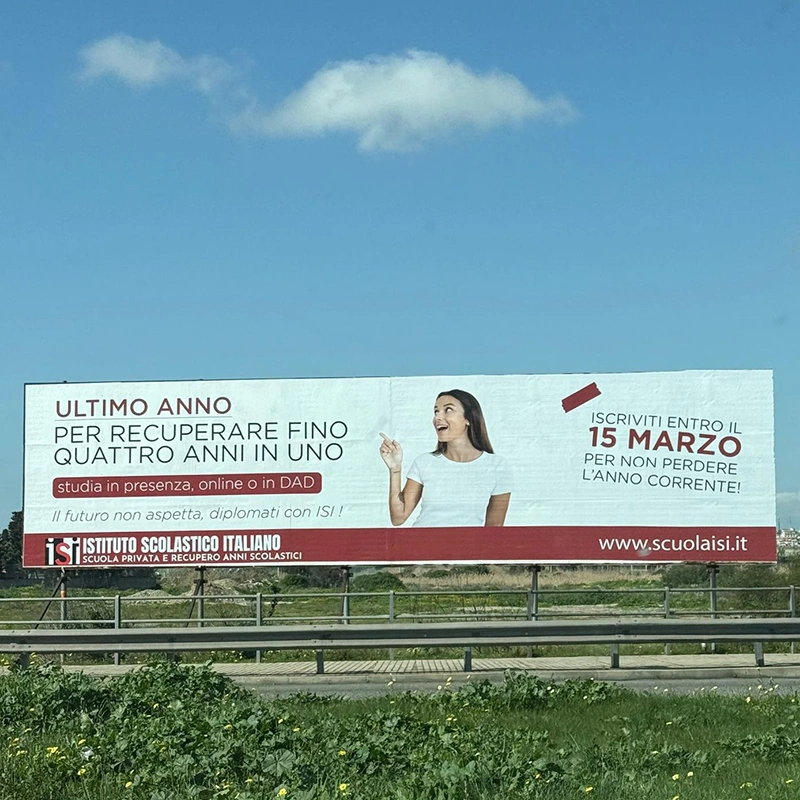 ULTIMO ANNO
PER RECUPERARE FINO
QUATTRO ANNI IN UNO
studia in presenza, online o in DAD
Il futuro non aspetta, diplomati con ISI !
ISCRIVITI ENTRO IL
15 MARZO
PER NON PERDERE
L'ANNO CORRENTE!
isi ISTITUTO SCOLASTICO ITALIANO
SCUOLA PRIVATA E RECUPERO ANNI SCOLASTICI
www.scuolaisi.it